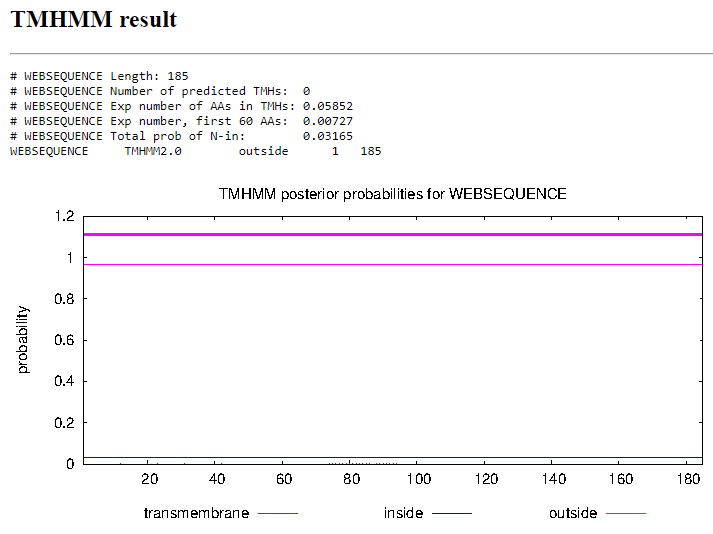 TMHMM result
# WEBSEQUENCE Length: 185
# WEBSEQUENCE Number of predicted TMHs:  0
# WEBSEQUENCE Exp number of AAs in TMHs: 0.05852
# WEBSEQUENCE Exp number, first 60 AAs:  0.00727
# WEBSEQUENCE Total prob of N-in:        0.03165
WEBSEQUENCE     TMHMM2.0        outside      1   185
TMHMM posterior probabilities for WEBSEQUENCE
1.2
1
0.8
0.6
0.4
0.2
0
probability
20 40 60 80 100 120 140 160 180
transmembrane inside outside